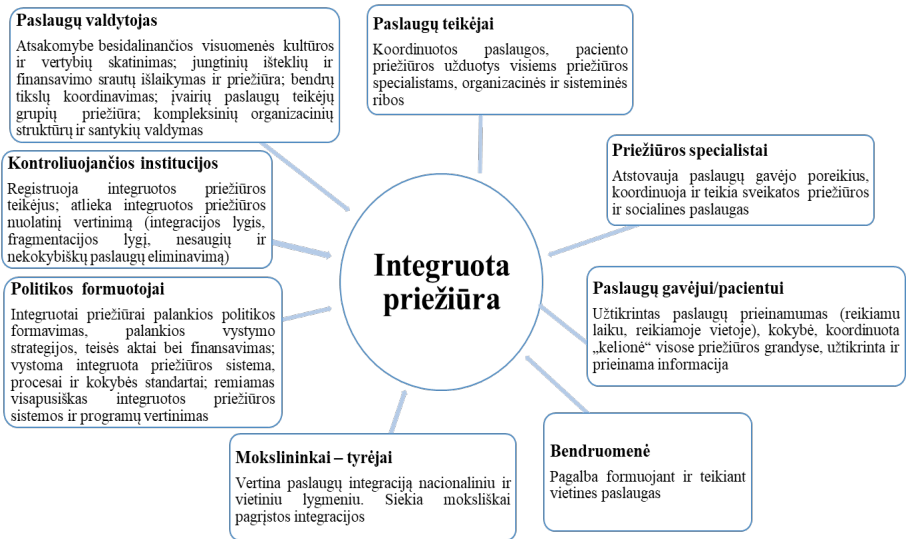 Paslaugų valdytojas
Atsakomybe besidalinančios visuomenės kultūros
ir vertybių skatinimas; jungtinių išteklių ir
finansavimo srautų išlaikymas ir priežiūra; bendrų
tikslų koordinavimas; įvairių paslaugų teikėjų
grupių priežiūra; kompleksinių organizacinių
struktūrų ir santykių valdymas
Paslaugų teikėjai
Koordinuotos paslaugos, paciento
priežiūros užduotys visiems priežiūros
specialistams, organizacinės ir sisteminės
ribos
Kontroliuojančios institucijos
Registruoja integruotos priežiūros
teikėjus; atlieka integruotos priežiūros
nuolatinį vertinimą (integracijos lygis,
fragmentacijos lygį, nesaugių ir
nekokybiškų paslaugų eliminavimą)
Priežiūros specialistai
Atstovauja paslaugų gavėjo poreikius,
koordinuoja ir teikia sveikatos priežiūros
ir socialines paslaugas
Integruota
priežiūra
Politikos formuotojai
Integruotai priežiūrai palankios politikos
formavimas, palankios vystymo
strategijos, teisės aktai bei finansavimas;
vystoma integruota priežiūros sistema,
procesai ir kokybės standartai; remiamas
visapusiškas integruotos priežiūros
sistemos ir programų vertinimas
Paslaugų gavėjui/pacientui
Užtikrintas paslaugų prieinamumas (reikiamu
laiku, reikiamoje vietoje), kokybė, koordinuota
„kelionė“ visose priežiūros grandyse, užtikrinta ir
prieinama informacija
Mokslininkai – tyrėjai
Vertina paslaugų integraciją nacionaliniu ir
vietiniu lygmeniu. Siekia moksliškai
pagrįstos integracijos
Bendruomenė
Pagalba formuojant ir teikiant
vietines paslaugas